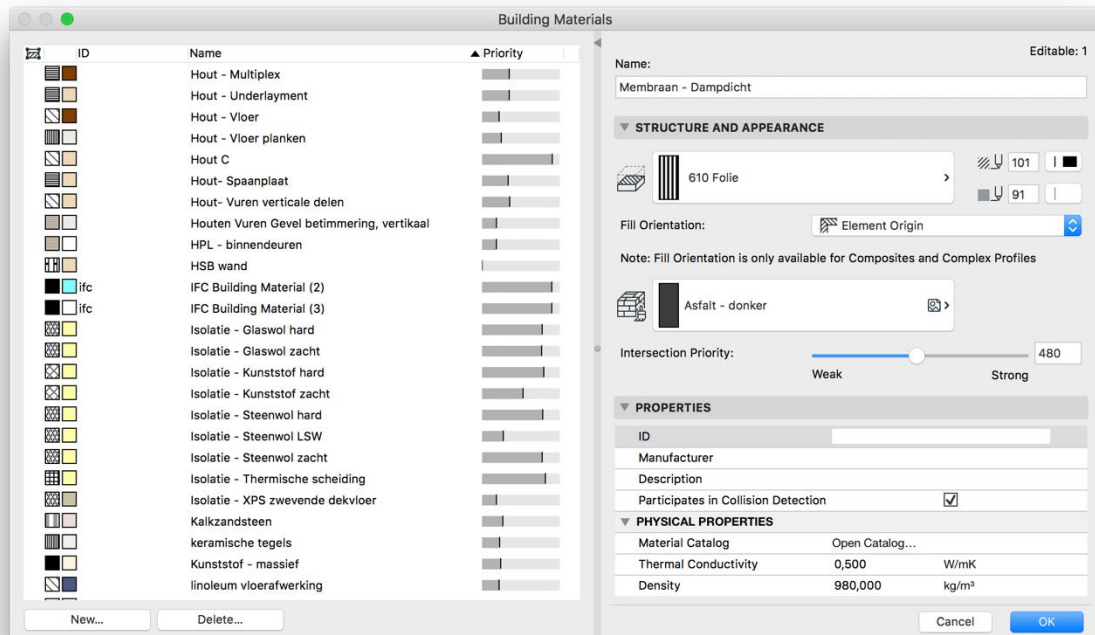 Building Materials
ID Name Priority
Hout - Multiplex
Hout - Underlayment
Hout - Vloer
Hout - Vloer planken
Hout C
Hout- Spaanplaat
Hout- Vuren verticale delen
Houten Vuren Gevel betimmering, vertikaal
HPL - binnendeuren
HSB wand
ifc IFC Building Material (2)
ifc IFC Building Material (3)
Isolatie - Glaswol hard
Isolatie - Glaswol zacht
Isolatie - Kunststof hard
Isolatie - Kunststof zacht
Isolatie - Steenwol hard
Isolatie - Steenwol LSW
Isolatie - Steenwol zacht
Isolatie - Thermische scheiding
Isolatie - XPS zwevende dekvloer
Kalkzandsteen
keramische tegels
Kunststof - massief
linoleum vloerafwerking
New... Delete...
Editable: 1
Name:
Membraan - Dampdicht
STRUCTURE AND APPEARANCE
610 Folie
101
91
Fill Orientation: Element Origin
Note: Fill Orientation is only available for Composites and Complex Profiles
Asfalt - donker
Intersection Priority: 480
Weak Strong
PROPERTIES
ID
Manufacturer
Description
Participates in Collision Detection
PHYSICAL PROPERTIES
Material Catalog Open Catalog...
Thermal Conductivity 0,500 W/mK
Density 980,000 kg/m³
Cancel OK